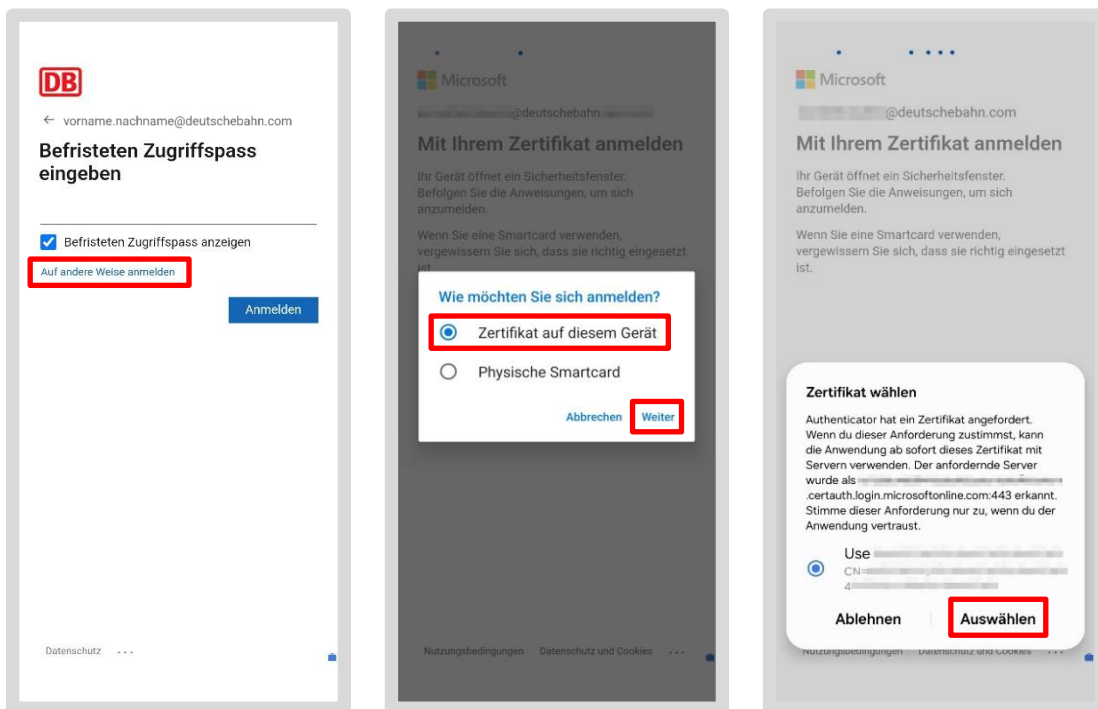 DB
← vorname.nachname@deutschebahn.com
Befristeten Zugriffspass
eingeben
Befristeten Zugriffspass anzeigen
Auf andere Weise anmelden
Anmelden
Datenschutz ...
Microsoft
@deutschebahn
Mit Ihrem Zertifikat anmelden
Ihr Gerät öffnet ein Sicherheitsfenster.
Befolgen Sie die Anweisungen, um sich
anzumelden.
Wenn Sie eine Smartcard verwenden,
vergewissern Sie sich, dass sie richtig eingesetzt
ist.
Wie möchten Sie sich anmelden?
Zertifikat auf diesem Gerät
Physische Smartcard
Abbrechen Weiter
Nutzungsbedingungen Datenschutz und Cookies ...
Microsoft
@deutschebahn.com
Mit Ihrem Zertifikat anmelden
Ihr Gerät öffnet ein Sicherheitsfenster.
Befolgen Sie die Anweisungen, um sich
anzumelden.
Wenn Sie eine Smartcard verwenden,
vergewissern Sie sich, dass sie richtig eingesetzt
ist.
Zertifikat wählen
Authenticator hat ein Zertifikat angefordert.
Wenn du dieser Anforderung zustimmst, kann
die Anwendung ab sofort dieses Zertifikat mit
Servern verwenden. Der anfordernde Server
wurde als
.certauth.login.microsoftonline.com:443 erkannt.
Stimme dieser Anforderung nur zu, wenn du der
Anwendung vertraust.
Use
CN=
4
Ablehnen Auswählen
Nutzungsbedingungen Datenschutz und Cookies ...